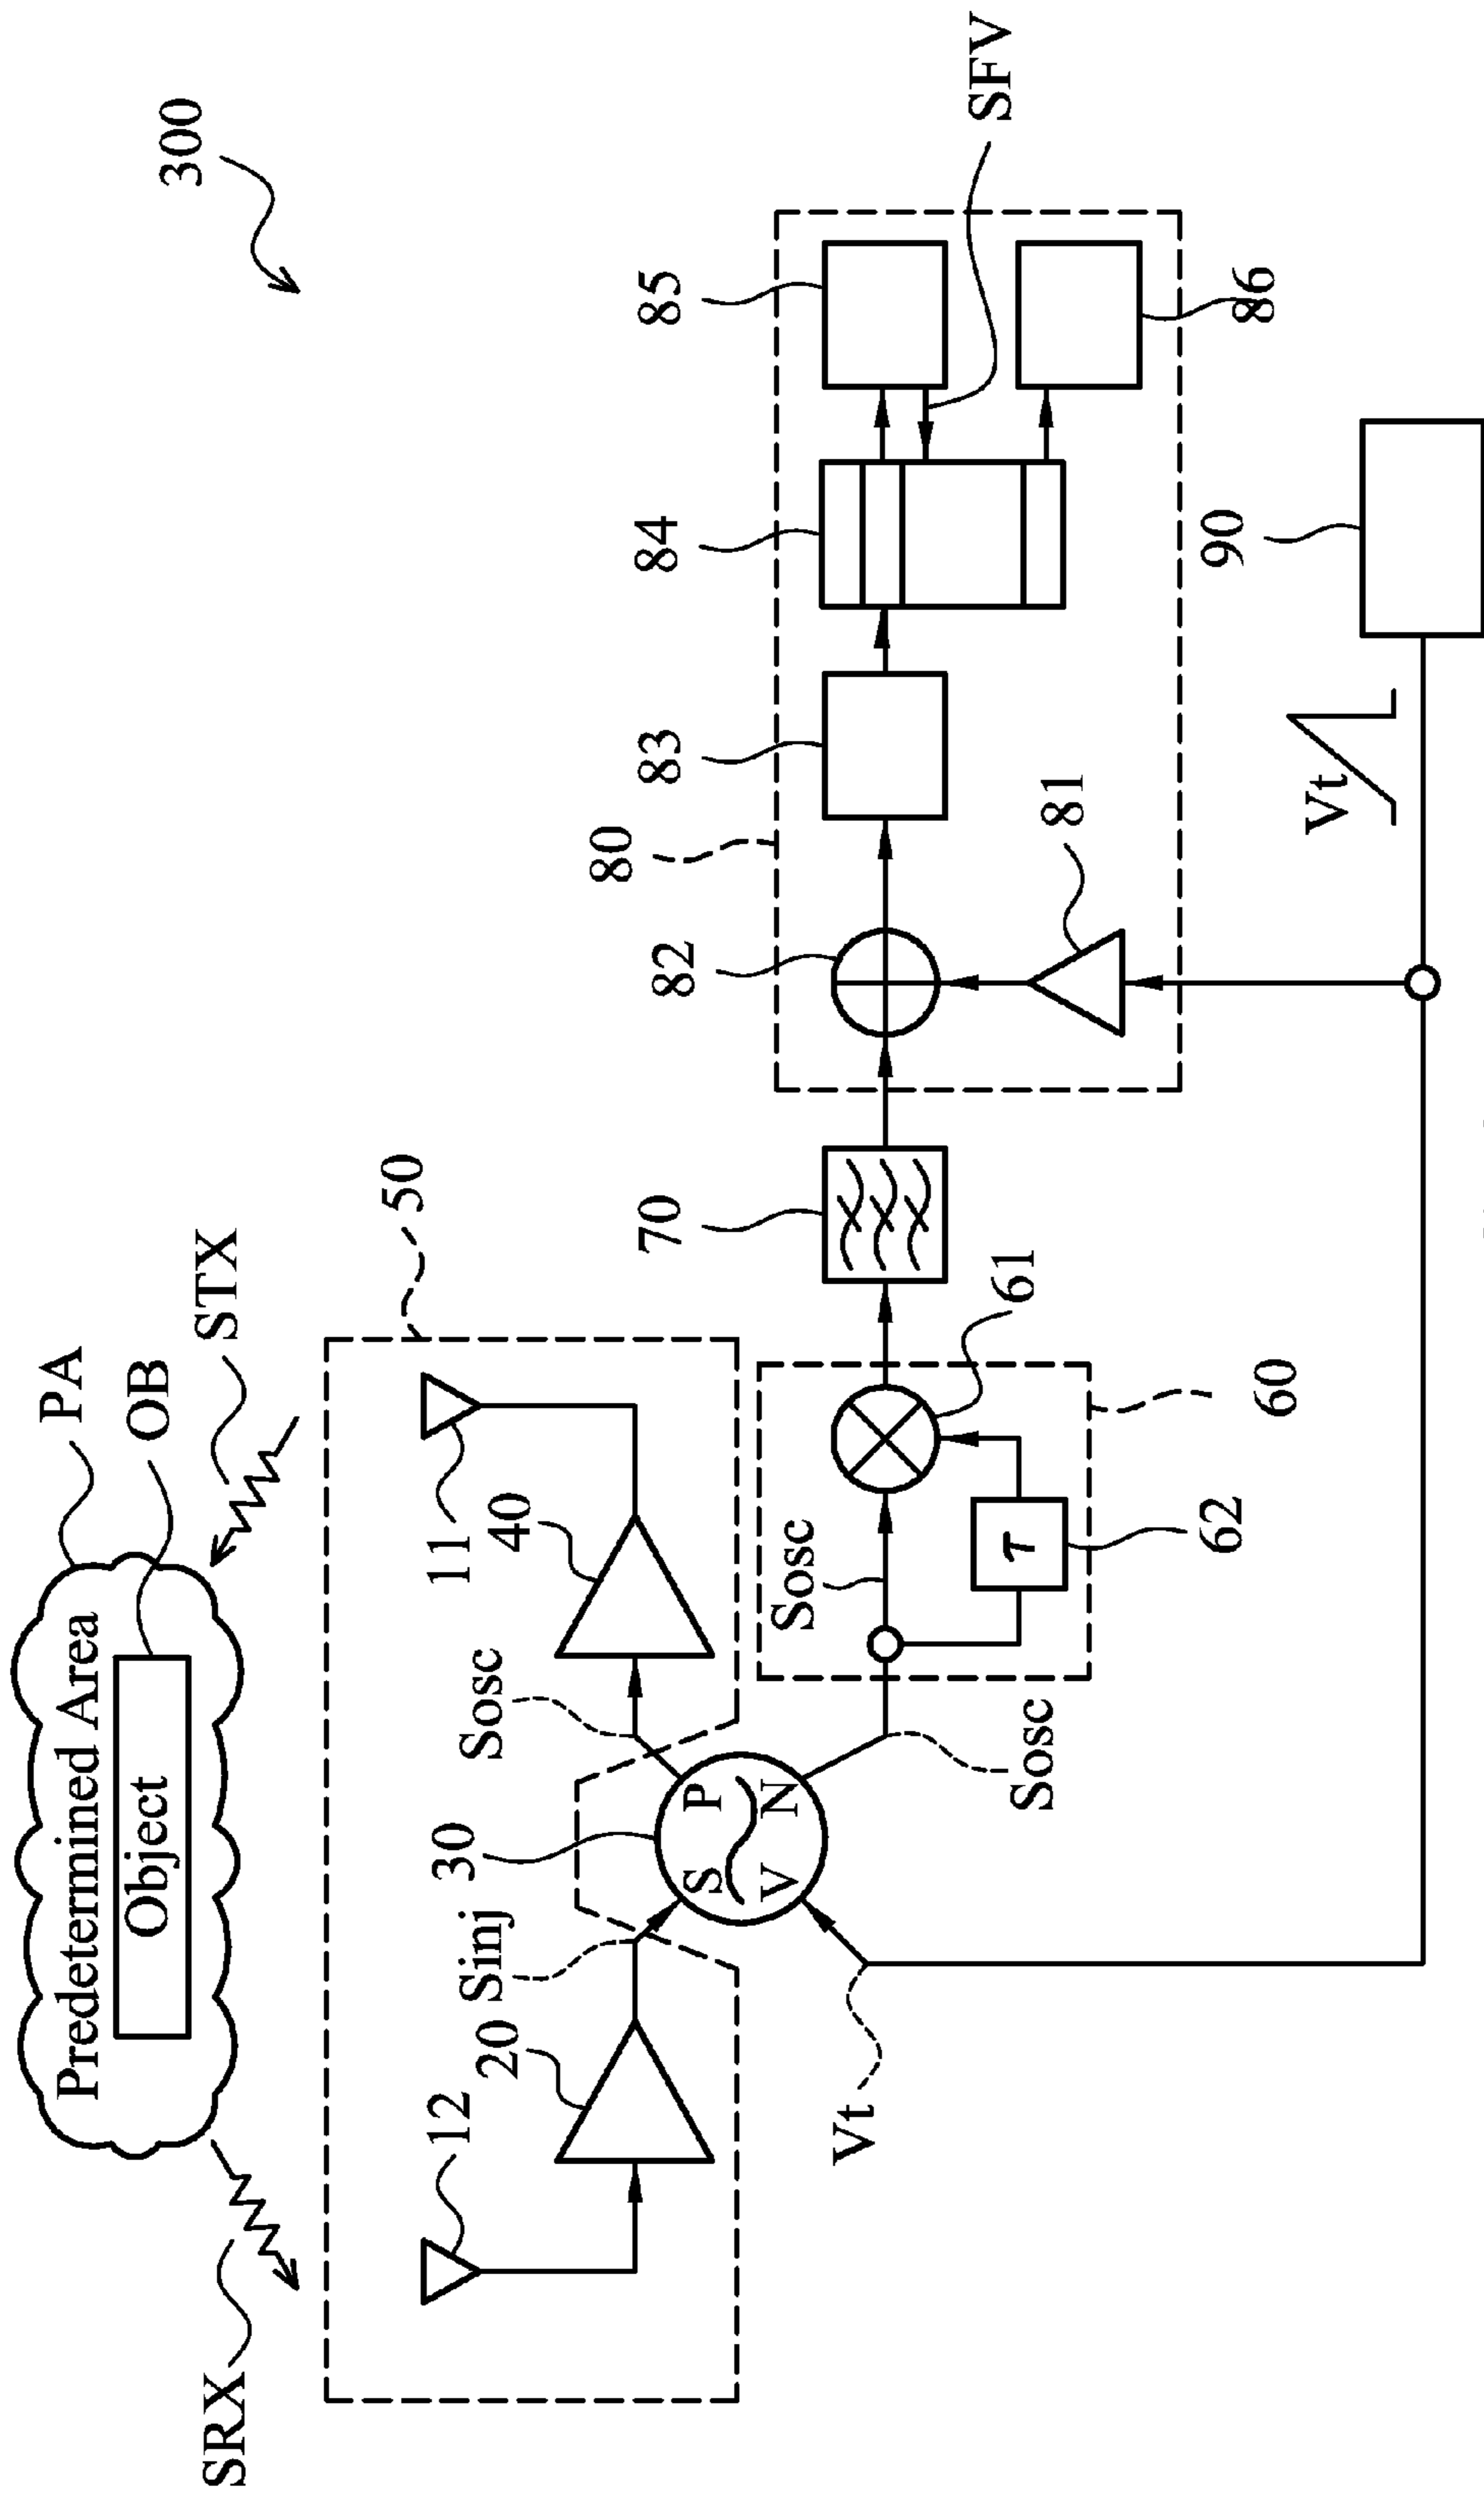 300
PA
OB
STX
SRX
Predetermined Area
Object
50
12
11
20
40
Sinj
Sosc
30
S
P
V
N
Vt
Sosc
Sosc
60
61
62
τ
70
80
82
81
83
84
85
86
SFV
90
Vt